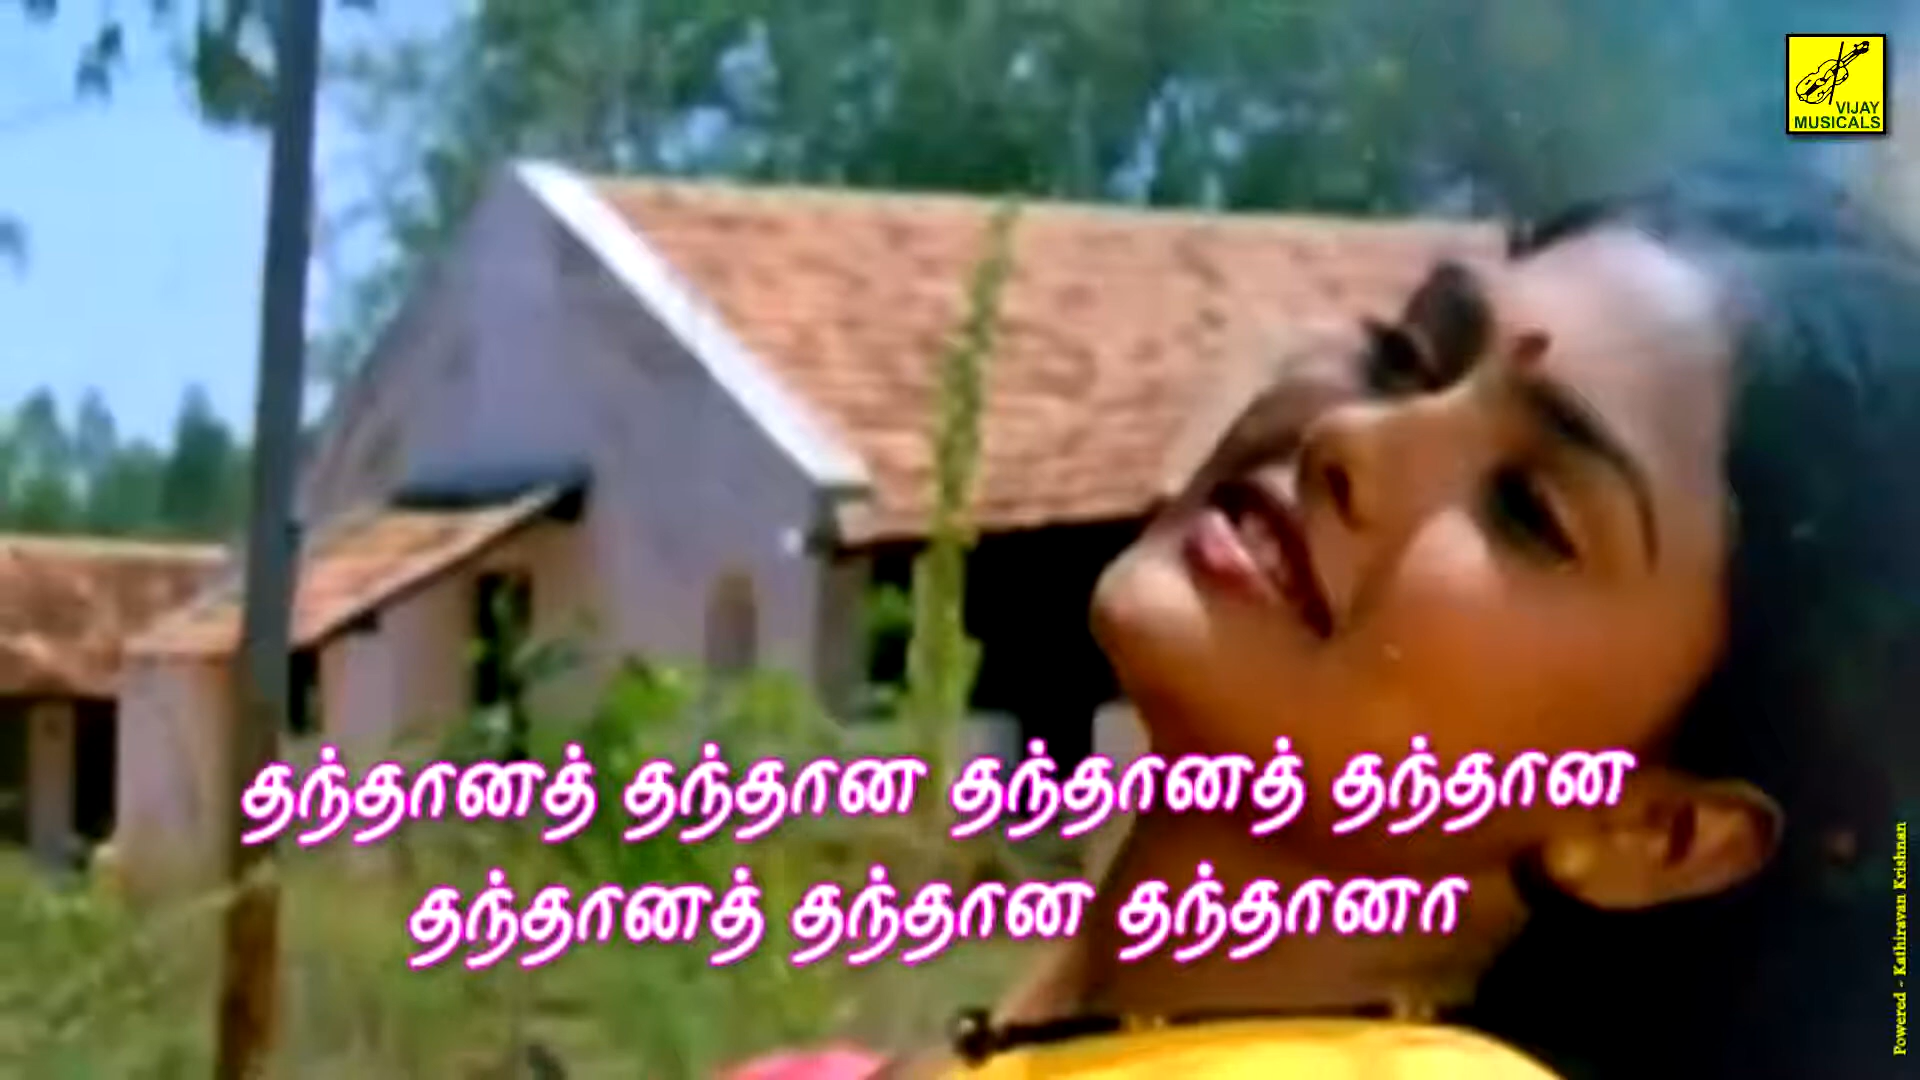 VIJAY
MUSICALS
தந்தானத் தந்தான தந்தானத் தந்தான
தந்தானத் தந்தான தந்தானா
Powered - Kathiravan Krishnan